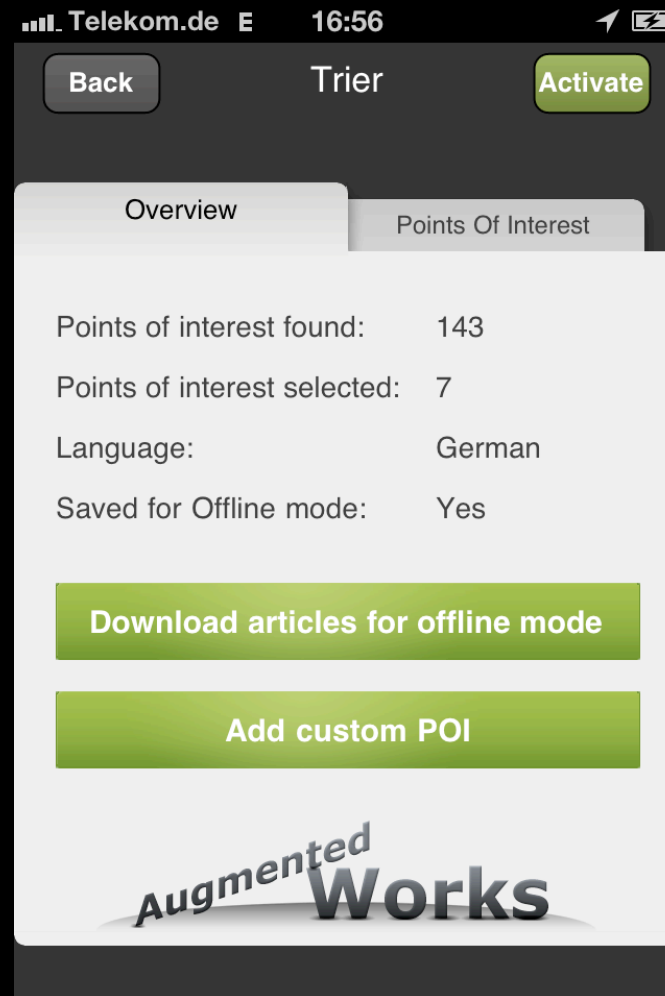 Telekom.de E 16:56
Back Trier Activate
Overview Points Of Interest
Points of interest found: 143
Points of interest selected: 7
Language: German
Saved for Offline mode: Yes
Download articles for offline mode
Add custom POI
Augmented
Works